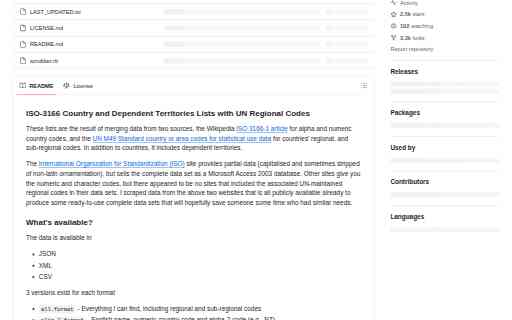 LAST_UPDATED.txt
LICENSE.md
README.md
scrubber.rb
README
License
ISO-3166 Country and Dependent Territories Lists with UN Regional Codes
These lists are the result of merging data from two sources, the Wikipedia ISO 3166-1 article for alpha and numeric
country codes, and the UN M49 Standard country or area codes for statistical use data for countries' regional, and
sub-regional codes. In addition to countries, it includes dependent territories.
The International Organization for Standardization (ISO) site provides partial data (capitalised and sometimes stripped
of non-latin ornamentation), but sells the complete data set as a Microsoft Access 2003 database. Other sites give you
the numeric and character codes, but there appeared to be no sites that included the associated UN-maintained
regional codes in their data sets. I scraped data from the above two websites that is all publicly available already to
produce some ready-to-use complete data sets that will hopefully save someone some time who had similar needs.
What's available?
The data is available in
JSON
XML
CSV
3 versions exist for each format
all.format - Everything I can find, including regional and sub-regional codes
Activity
2.5k stars
102 watching
Report repository
Releases
Packages
Used by
Contributors
Languages